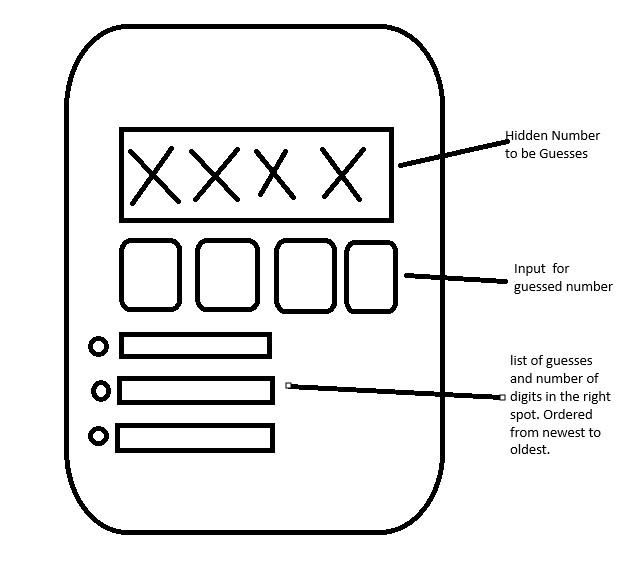 X X X X
Hidden Number
to be Guesses
Input for
guessed number
list of guesses
and number of
digits in the right
spot. Ordered
from newest to
oldest.